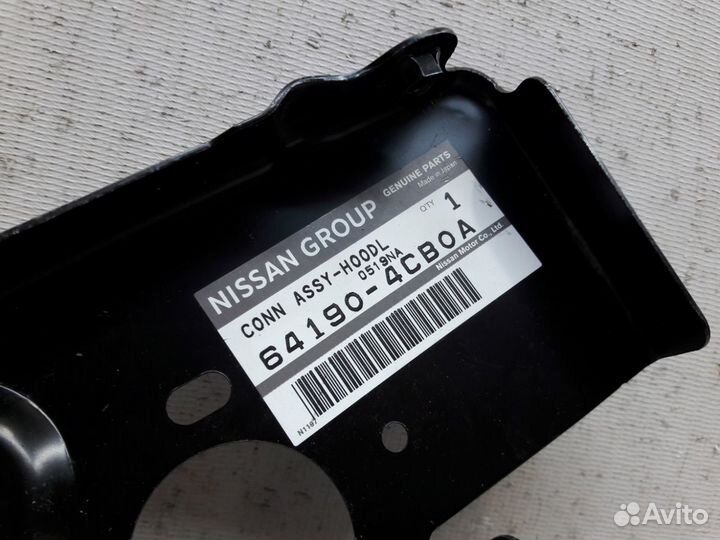 NISSAN GROUP GENUINE PARTS
Made in Japan
CONN ASSY-HOODL QTY 1
0519NA
64190-4CB0A
Nissan Motor Co., Ltd.
N1197
Avito